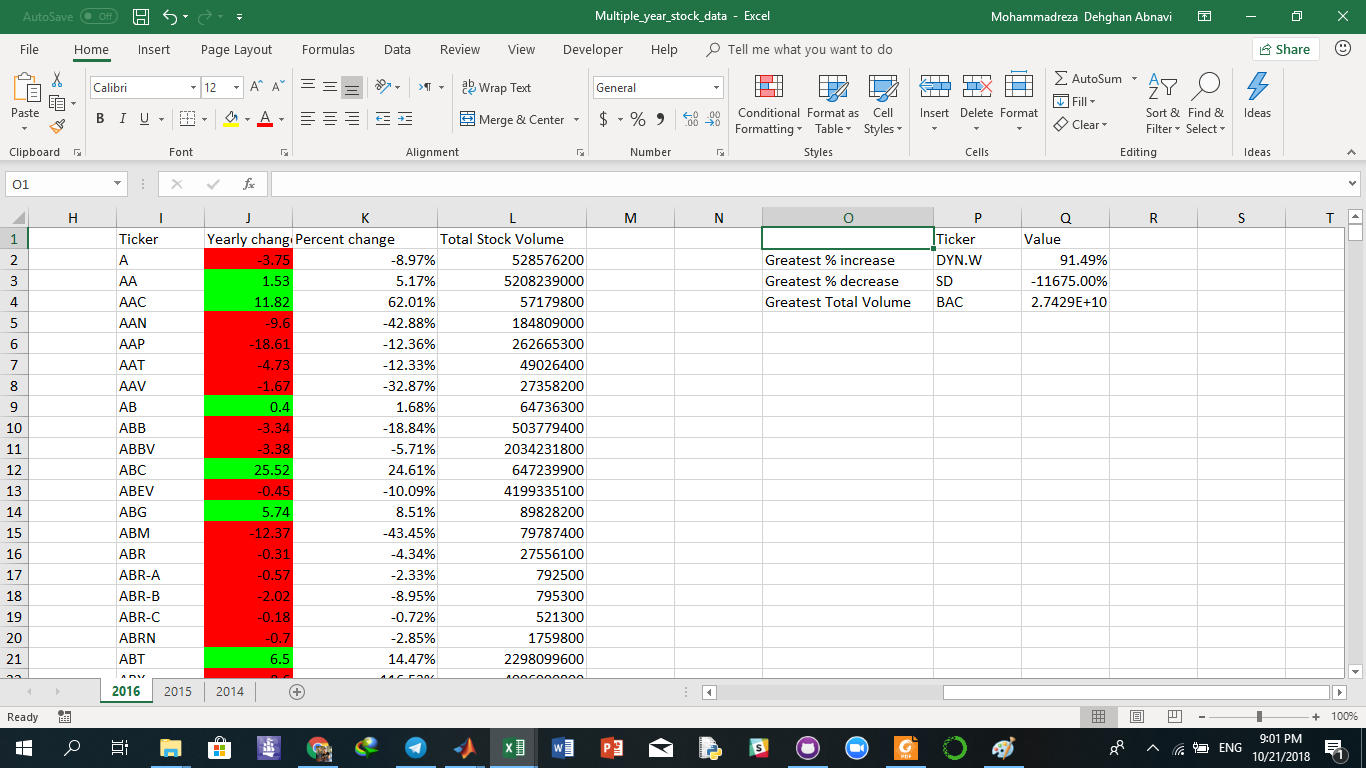 AutoSave Off Multiple_year_stock_data - Excel Mohammadreza Dehghan Abnavi
File Home Insert Page Layout Formulas Data Review View Developer Help Tell me what you want to do Share
Paste Calibri 12 ab Wrap Text General Conditional Formatting Format as Table Cell Styles Insert Delete Format AutoSum Fill Clear Sort & Filter Find & Select Ideas
B I U A Merge & Center $ % ,
Clipboard Font Alignment Number Styles Cells Editing Ideas
O1 fx
H I J K L M N O P Q R S T
1 Ticker Yearly chang Percent change Total Stock Volume Ticker Value
2 A -3.75 -8.97% 528576200 Greatest % increase DYN.W 91.49%
3 AA 1.53 5.17% 5208239000 Greatest % decrease SD -11675.00%
4 AAC 11.82 62.01% 57179800 Greatest Total Volume BAC 2.7429E+10
5 AAN -9.6 -42.88% 184809000
6 AAP -18.61 -12.36% 262665300
7 AAT -4.73 -12.33% 49026400
8 AAV -1.67 -32.87% 27358200
9 AB 0.4 1.68% 64736300
10 ABB -3.34 -18.84% 503779400
11 ABBV -3.38 -5.71% 2034231800
12 ABC 25.52 24.61% 647239900
13 ABEV -0.45 -10.09% 4199335100
14 ABG 5.74 8.51% 89828200
15 ABM -12.37 -43.45% 79787400
16 ABR -0.31 -4.34% 27556100
17 ABR-A -0.57 -2.33% 792500
18 ABR-B -2.02 -8.95% 795300
19 ABR-C -0.18 -0.72% 521300
20 ABRN -0.7 -2.85% 1759800
21 ABT 6.5 14.47% 2298099600
2016 2015 2014
Ready 100%
ENG 9:01 PM
10/21/2018 1